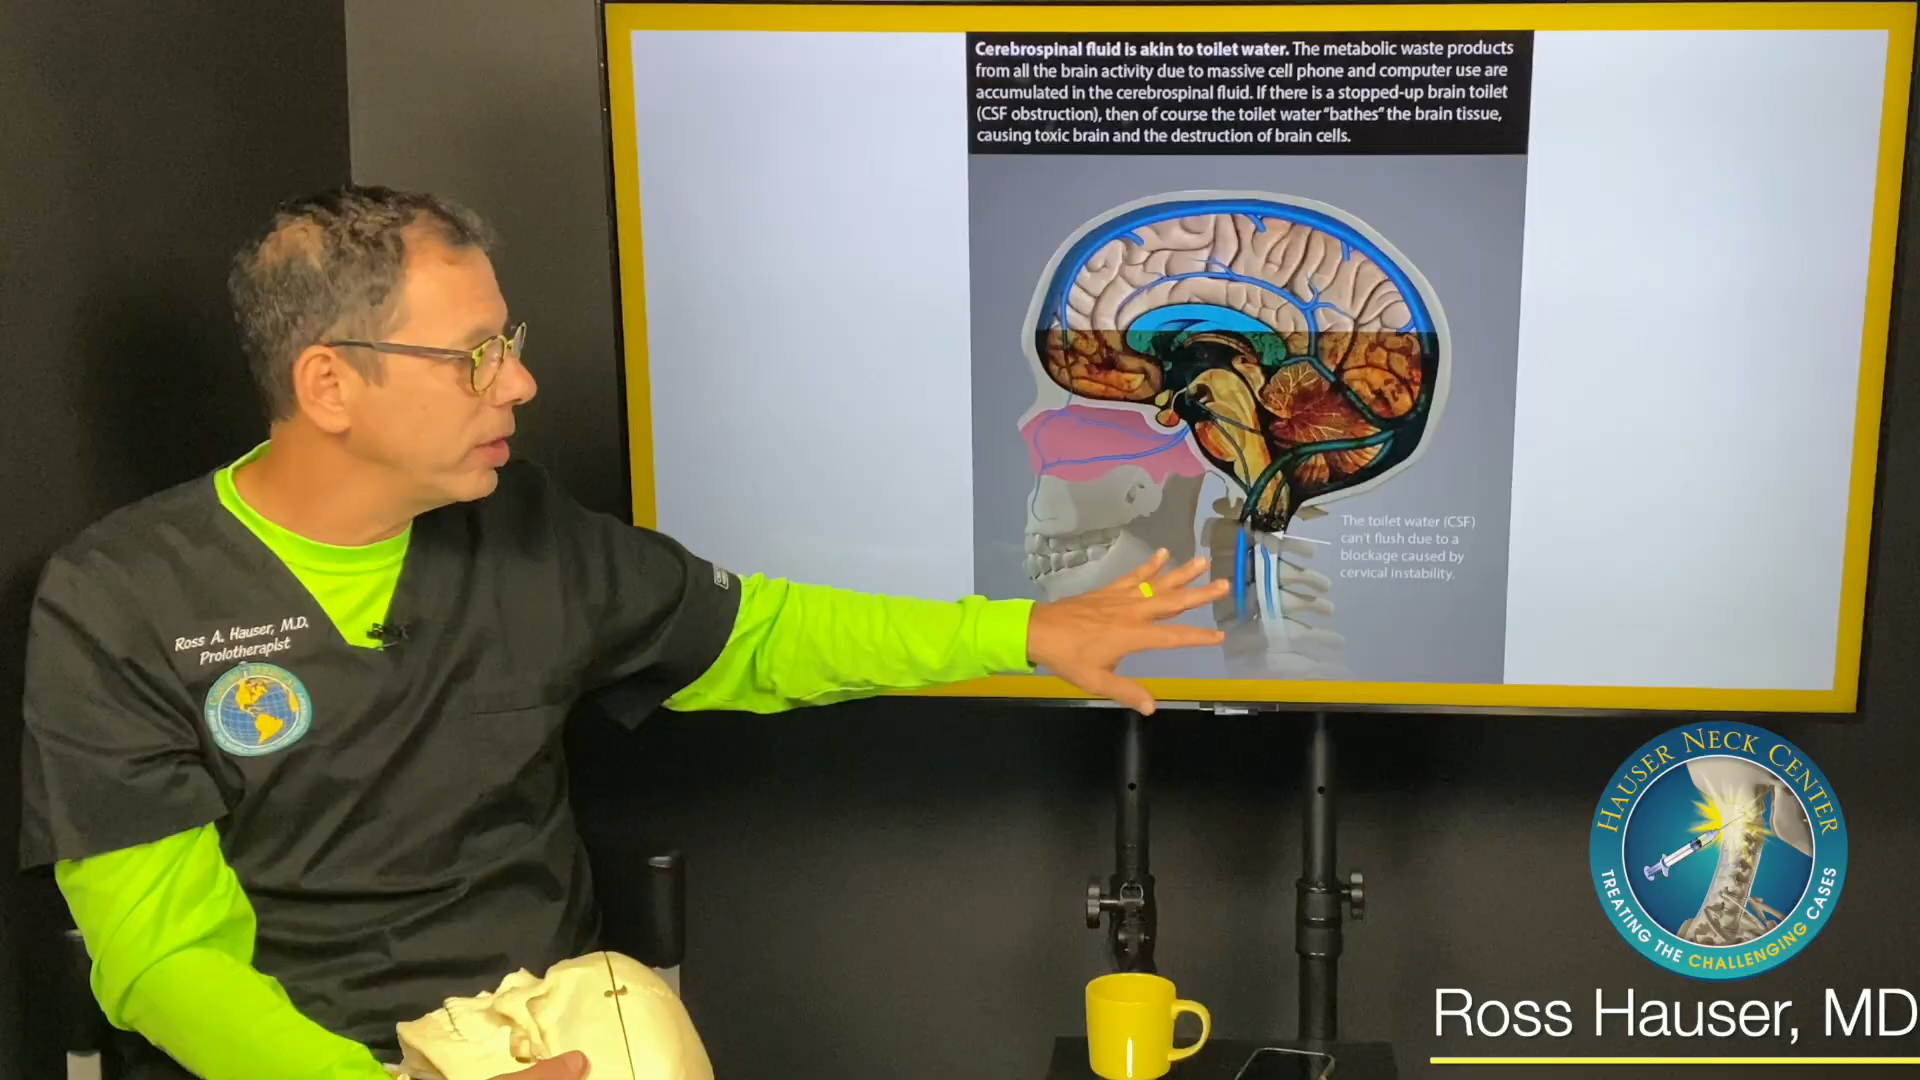 Cerebrospinal fluid is akin to toilet water. The metabolic waste products
from all the brain activity due to massive cell phone and computer use are
accumulated in the cerebrospinal fluid. If there is a stopped-up brain toilet
(CSF obstruction), then of course the toilet water "bathes" the brain tissue,
causing toxic brain and the destruction of brain cells.
The toilet water (CSF)
can't flush due to a
blockage caused by
cervical instability.
Ross A. Hauser, M.D.
Prolotherapist
HAUSER NECK CENTER
TREATING THE CHALLENGING CASES
Ross Hauser, MD